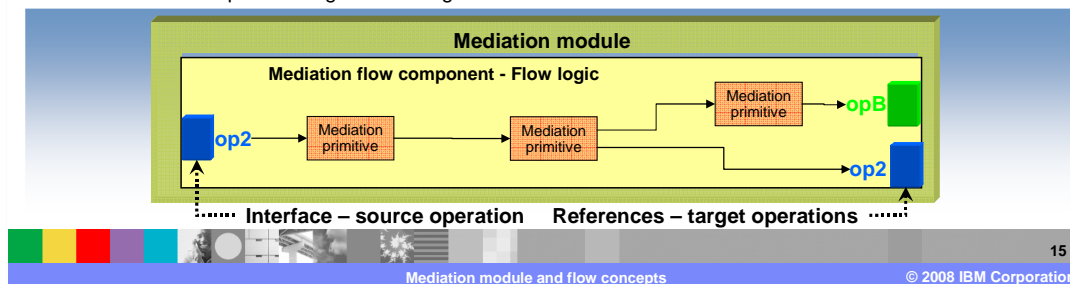 Mediation module
Mediation flow component - Flow logic
Mediation
primitive
opB
op2
Mediation
primitive
Mediation
primitive
op2
Interface – source operation
References – target operations
15
Mediation module and flow concepts
© 2008 IBM Corporation